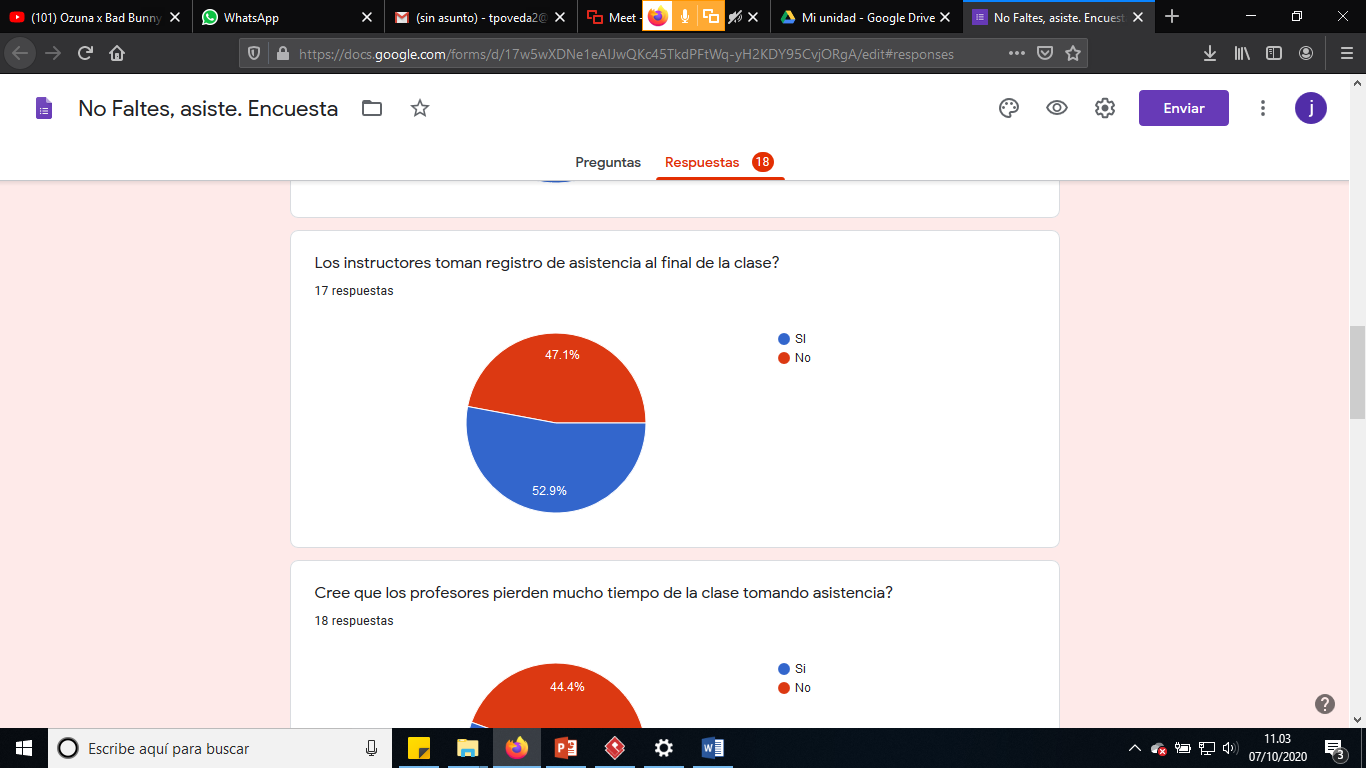 (101) Ozuna x Bad Bunny
WhatsApp
(sin asunto) - tpoveda2@
Meet -
Mi unidad - Google Drive
No Faltes, asiste. Encuest
https://docs.google.com/forms/d/17w5wXDNe1eAIJwQKc45TkdPFtWq-yH2KDY95CvjORgA/edit#responses
No Faltes, asiste. Encuesta
Enviar
j
Preguntas
Respuestas 18
Los instructores toman registro de asistencia al final de la clase?
17 respuestas
47.1%
52.9%
SI
No
Cree que los profesores pierden mucho tiempo de la clase tomando asistencia?
18 respuestas
44.4%
Si
No
Escribe aquí para buscar
11.03
07/10/2020
3